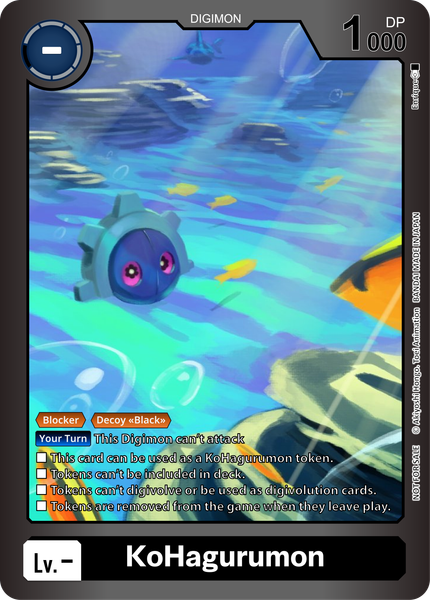 DIGIMON
–
DP
1000
Blocker Decoy «Black»
Your Turn This Digimon can't attack
This card can be used as a KoHagurumon token.
Tokens can't be included in deck.
Tokens can't digivolve or be used as digivolution cards.
Tokens are removed from the game when they leave play.
Lv.–
KoHagurumon
NOT FOR SALE © Akiyoshi Hongo, Toei Animation BANDAI MADE IN JAPAN
Enrique